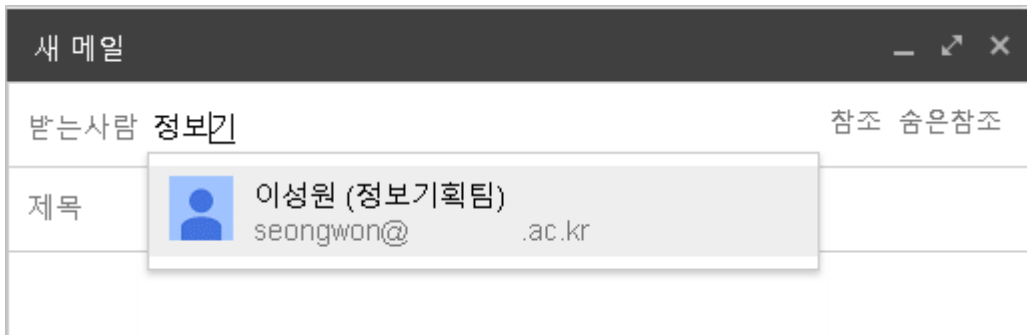 새 메일
받는사람 정보기 참조 숨은참조
이성원 (정보기획팀)
제목
seongwon@ .ac.kr